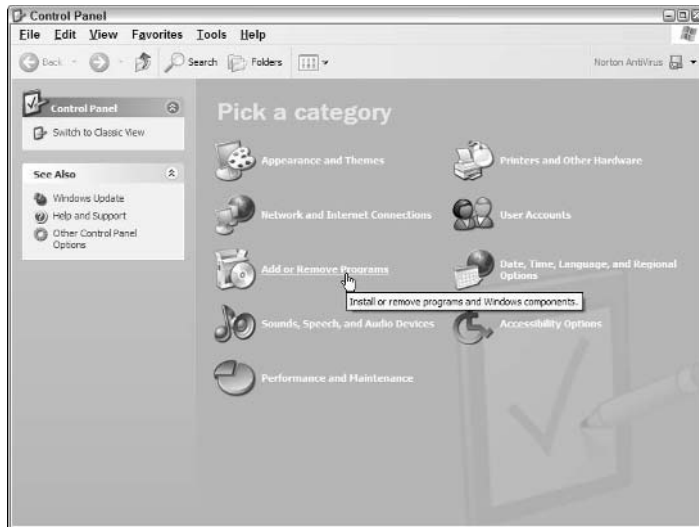 Control Panel
File Edit View Favorites Tools Help
Back Search Folders Norton AntiVirus
Control Panel
Switch to Classic View
See Also
Windows Update
Help and Support
Other Control Panel
Options
Pick a category
Appearance and Themes
Printers and Other Hardware
Network and Internet Connections
User Accounts
Add or Remove Programs
Date, Time, Language, and Regional
Options
Install or remove programs and Windows components.
Sounds, Speech, and Audio Devices
Accessibility Options
Performance and Maintenance